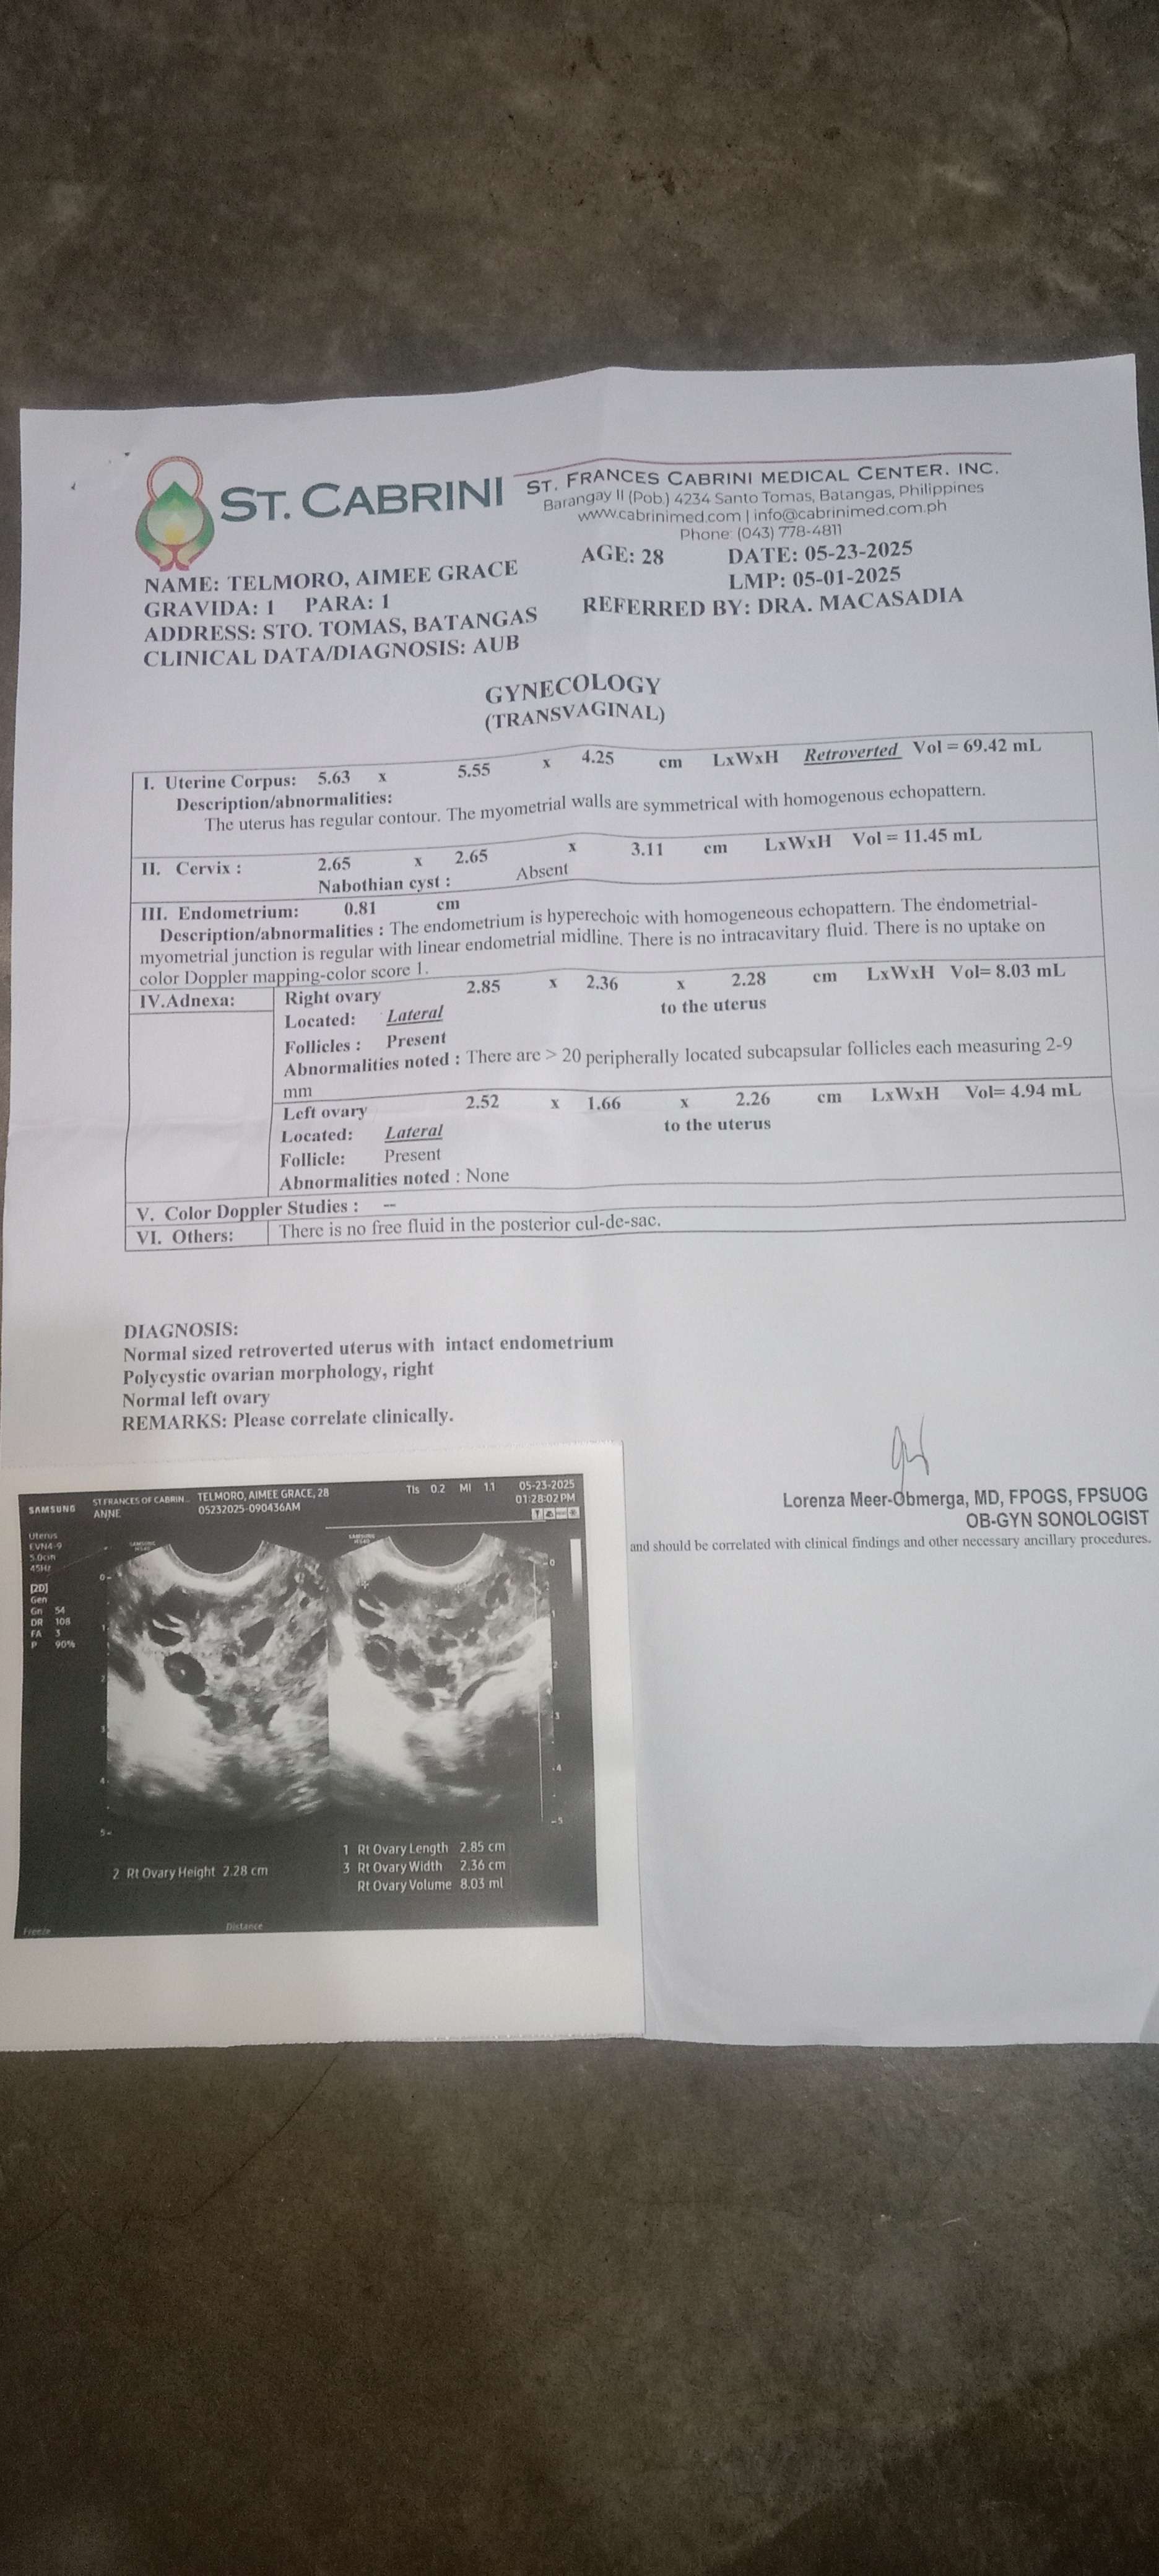 ST. CABRINI
ST. FRANCES CABRINI MEDICAL CENTER. INC.
Barangay II (Pob.) 4234 Santo Tomas, Batangas, Philippines
www.cabrinimed.com | info@cabrinimed.com.ph
Phone: (043) 778-4811
NAME: TELMORO, AIMEE GRACE AGE: 28 DATE: 05-23-2025
GRAVIDA: 1 PARA: 1 LMP: 05-01-2025
ADDRESS: STO. TOMAS, BATANGAS REFERRED BY: DRA. MACASADIA
CLINICAL DATA/DIAGNOSIS: AUB
GYNECOLOGY
(TRANSVAGINAL)
I. Uterine Corpus: 5.63 x 5.55 x 4.25 cm LxWxH Retroverted Vol = 69.42 mL
Description/abnormalities:
The uterus has regular contour. The myometrial walls are symmetrical with homogenous echopattern.
II. Cervix : 2.65 x 2.65 x 3.11 cm LxWxH Vol = 11.45 mL
Nabothian cyst : Absent
III. Endometrium: 0.81 cm
Description/abnormalities : The endometrium is hyperechoic with homogeneous echopattern. The endometrial-
myometrial junction is regular with linear endometrial midline. There is no intracavitary fluid. There is no uptake on
color Doppler mapping-color score 1.
IV.Adnexa: Right ovary 2.85 x 2.36 x 2.28 cm LxWxH Vol= 8.03 mL
Located: Lateral to the uterus
Follicles : Present
Abnormalities noted : There are > 20 peripherally located subcapsular follicles each measuring 2-9
mm
Left ovary 2.52 x 1.66 x 2.26 cm LxWxH Vol= 4.94 mL
Located: Lateral to the uterus
Follicle: Present
Abnormalities noted : None
V. Color Doppler Studies : --
VI. Others: There is no free fluid in the posterior cul-de-sac.
DIAGNOSIS:
Normal sized retroverted uterus with intact endometrium
Polycystic ovarian morphology, right
Normal left ovary
REMARKS: Please correlate clinically.
Lorenza Meer-Obmerga, MD, FPOGS, FPSUOG
OB-GYN SONOLOGIST
and should be correlated with clinical findings and other necessary ancillary procedures.
SAMSUNG ST.FRANCES OF CABRIN... TELMORO, AIMEE GRACE, 28 TIs 0.2 MI 1.1 05-23-2025
ANNE 05232025-090436AM 01:28:02 PM
Uterus
EVN4-9
5.0cm
45Hz
[2D]
Gen
Gn 54
DR 108
FA 3
P 90%
0
1
2
3
4
5
0
1
2
3
4
5
1 Rt Ovary Length 2.85 cm
2 Rt Ovary Height 2.28 cm
3 Rt Ovary Width 2.36 cm
Rt Ovary Volume 8.03 ml
Freeze Distance